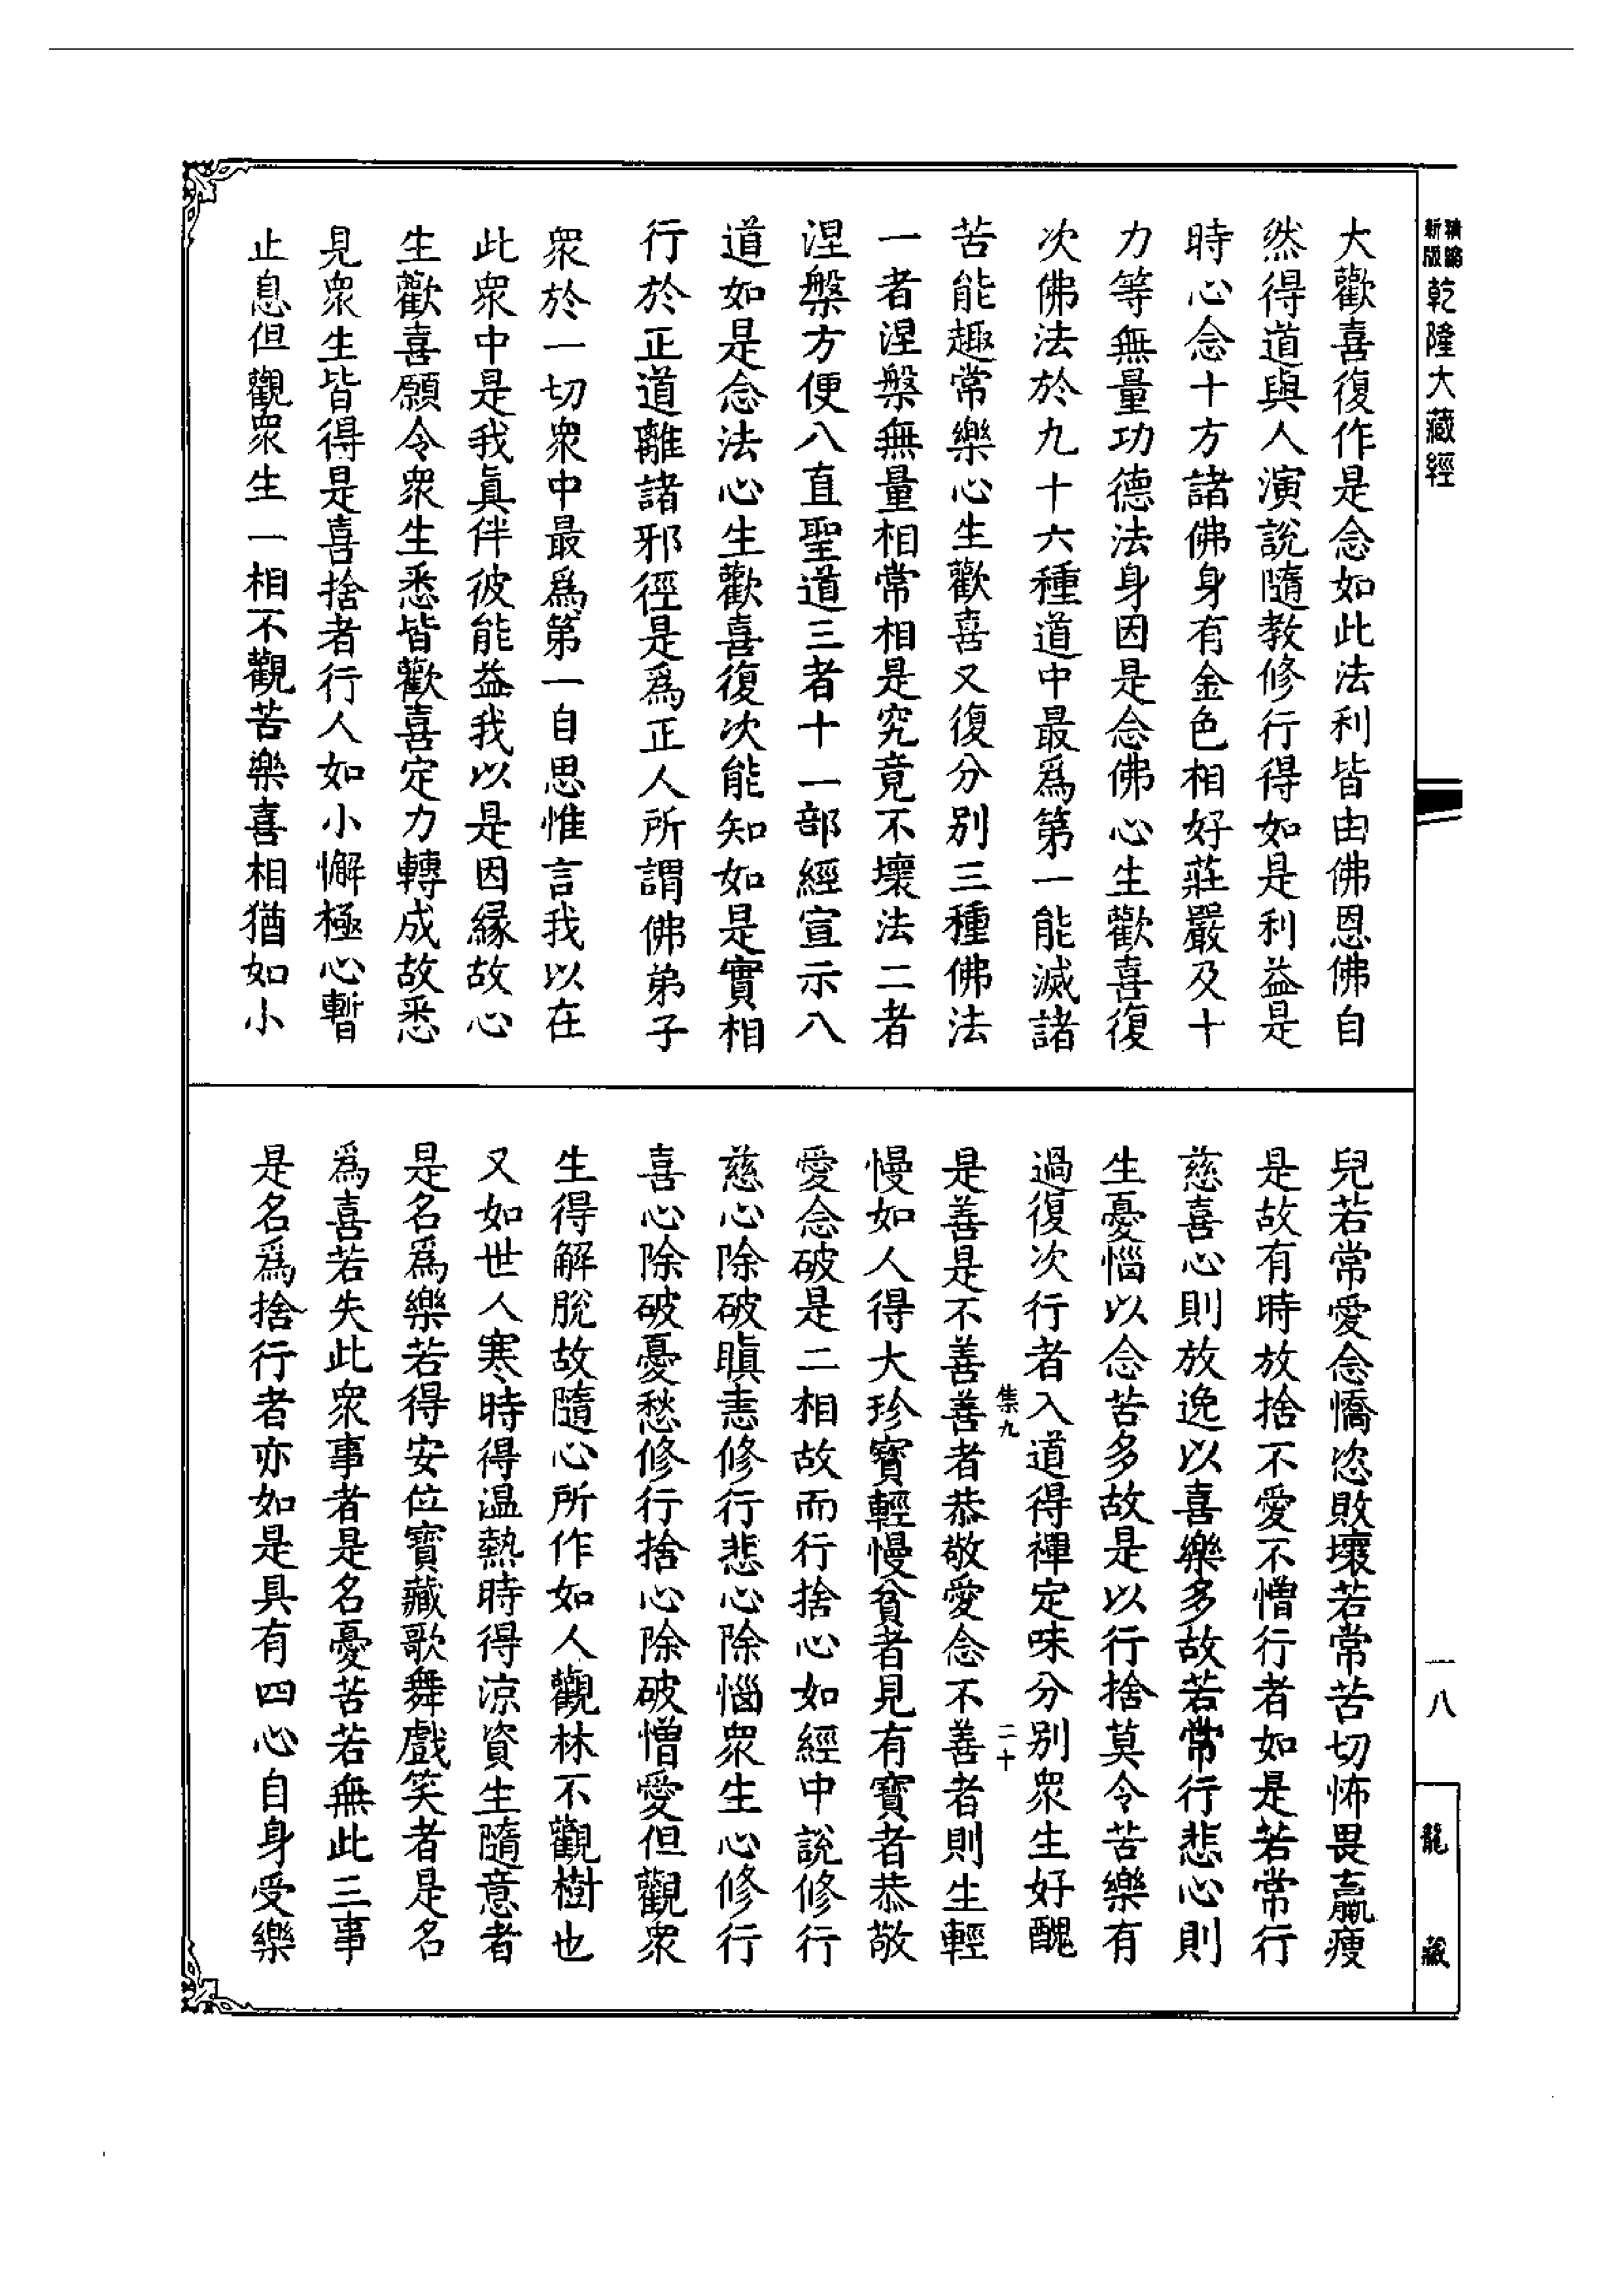 新版
精編
乾隆大藏經
大歡喜復作是念如此法利皆由佛恩佛自
然得道與人演說隨教修行得如是利益是
時心念十方諸佛身有金色相好莊嚴及十
力等無量功德法身因是念佛心生歡喜復
次佛法於九十六種道中最爲第一能滅諸
苦能趣常樂心生歡喜又復分別三種佛法
一者涅槃無量相常相是究竟不壞法二者
涅槃方便八直聖道三者十一部經宣示八
道如是念法心生歡喜復次能知如是實相
行於正道離諸邪徑是爲正人所謂佛弟子
衆於一切衆中最爲第一自思惟言我以在
此衆中是我眞伴彼能益我以是因緣故心
生歡喜願令衆生悉皆歡喜定力轉成故悉
見衆生皆得是喜捨者行人如小懈極心暫
止息但觀衆生一相不觀苦樂喜相猶如小
兒若常愛念憍恣敗壞若常苦切怖畏羸瘦
是故有時放捨不愛不憎行者如是若常行
慈喜心則放逸以喜樂多故若常行悲心則
生憂惱以念苦多故是以行捨莫令苦樂有
過復次行者入道得禪定味分別衆生好醜
集九 二十
是善是不善善者恭敬愛念不善者則生輕
慢如人得大珍寶輕慢貧者見有寶者恭敬
愛念破是二相故而行捨心如經中說修行
慈心除破瞋恚修行悲心除惱衆生心修行
喜心除破憂愁修行捨心除破憎愛但觀衆
生得解脫故隨心所作如人觀林不觀樹也
又如世人寒時得温熱時得涼資生隨意者
是名爲樂若得安位寶藏歌舞戲笑者是名
爲喜若失此衆事者是名憂苦若無此三事
是名爲捨行者亦如是具有四心自身受樂
一八
龍藏